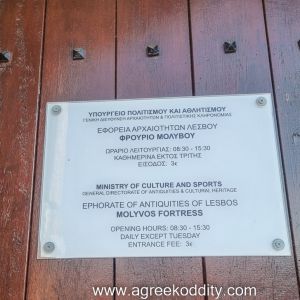 ΥΠΟΥΡΓΕΙΟ ΠΟΛΙΤΙΣΜΟΥ ΚΑΙ ΑΘΛΗΤΙΣΜΟΥ
ΓΕΝΙΚΗ ΔΙΕΥΘΥΝΣΗ ΑΡΧΑΙΟΤΗΤΩΝ & ΠΟΛΙΤΙΣΤΙΚΗΣ ΚΛΗΡΟΝΟΜΙΑΣ
ΕΦΟΡΕΙΑ ΑΡΧΑΙΟΤΗΤΩΝ ΛΕΣΒΟΥ
ΦΡΟΥΡΙΟ ΜΟΛΥΒΟΥ
ΩΡΑΡΙΟ ΛΕΙΤΟΥΡΓΙΑΣ: 08:30 - 15:30
ΚΑΘΗΜΕΡΙΝΑ ΕΚΤΟΣ ΤΡΙΤΗΣ
ΕΙΣΟΔΟΣ: 3€
MINISTRY OF CULTURE AND SPORTS
GENERAL DIRECTORATE OF ANTIQUITIES & CULTURAL HERITAGE
EPHORATE OF ANTIQUITIES OF LESBOS
MOLYVOS FORTRESS
OPENING HOURS: 08:30 - 15:30
DAILY EXCEPT TUESDAY
ENTRANCE FEE: 3€
www.agreekoddity.com